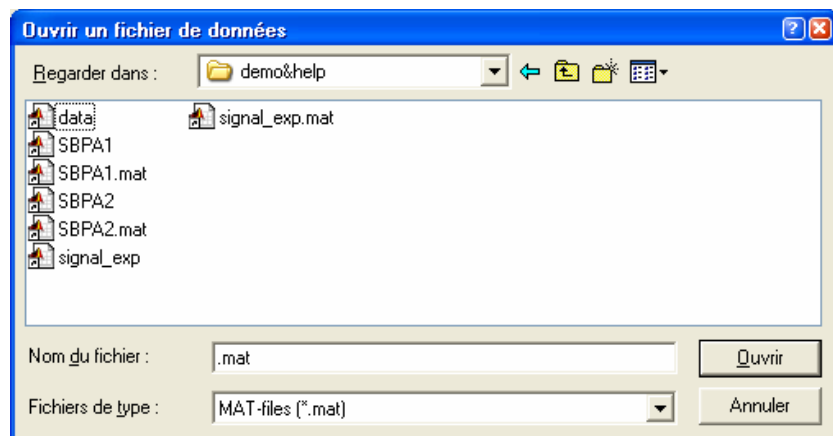 Ouvrir un fichier de données
Regarder dans :
demo&help
data
SBPA1
SBPA1.mat
SBPA2
SBPA2.mat
signal_exp
signal_exp.mat
Nom du fichier :
.mat
Ouvrir
Fichiers de type :
MAT-files (*.mat)
Annuler